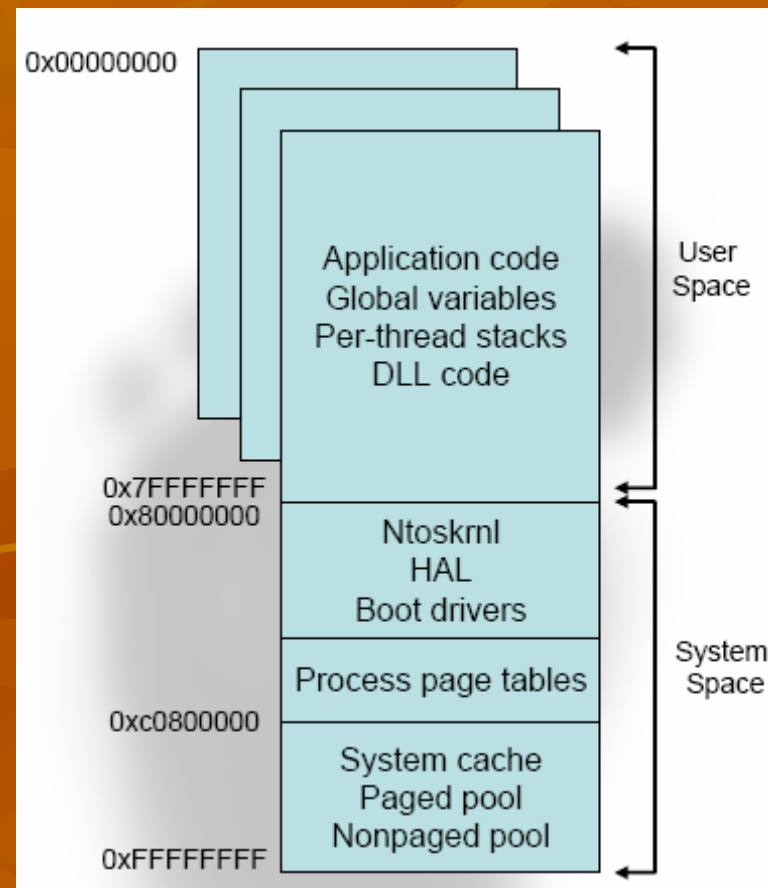 0x00000000
Application code
Global variables
Per-thread stacks
DLL code
User
Space
0x7FFFFFFF
0x80000000
Ntoskrnl
HAL
Boot drivers
Process page tables
System
Space
0xc0800000
System cache
Paged pool
Nonpaged pool
0xFFFFFFFF